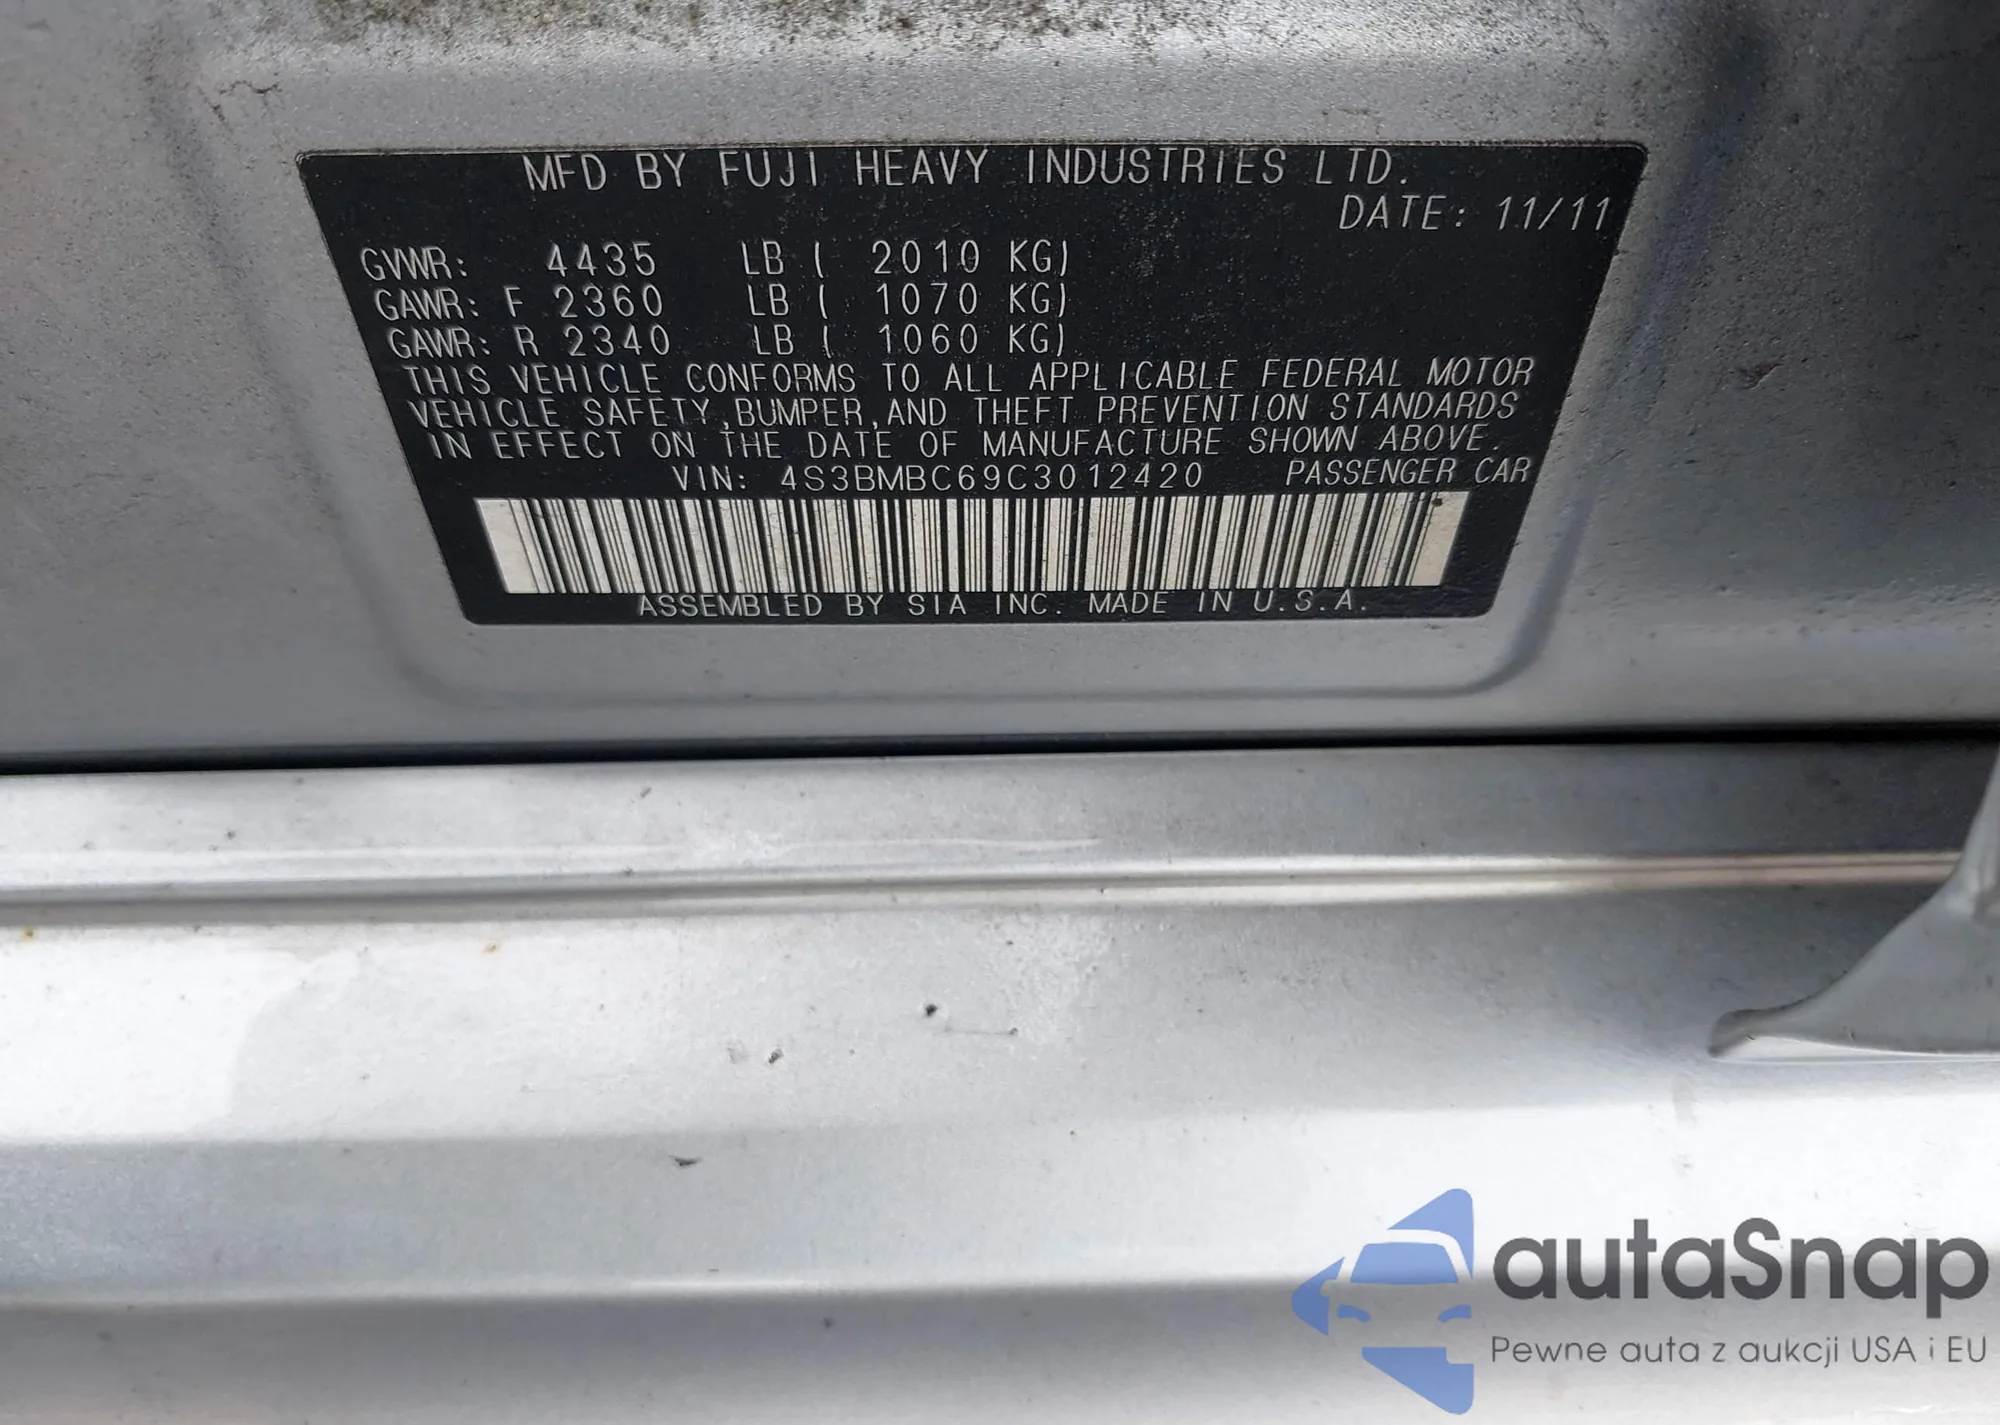 MFD BY FUJI HEAVY INDUSTRIES LTD.
DATE: 11/11
GVWR: 4435 LB ( 2010 KG)
GAWR: F 2360 LB ( 1070 KG)
GAWR: R 2340 LB ( 1060 KG)
THIS VEHICLE CONFORMS TO ALL APPLICABLE FEDERAL MOTOR
VEHICLE SAFETY,BUMPER,AND THEFT PREVENTION STANDARDS
IN EFFECT ON THE DATE OF MANUFACTURE SHOWN ABOVE.
VIN: 4S3BMBC69C3012420 PASSENGER CAR
ASSEMBLED BY SIA INC. MADE IN U.S.A.
autaSnap
Pewne auta z aukcji USA i EU